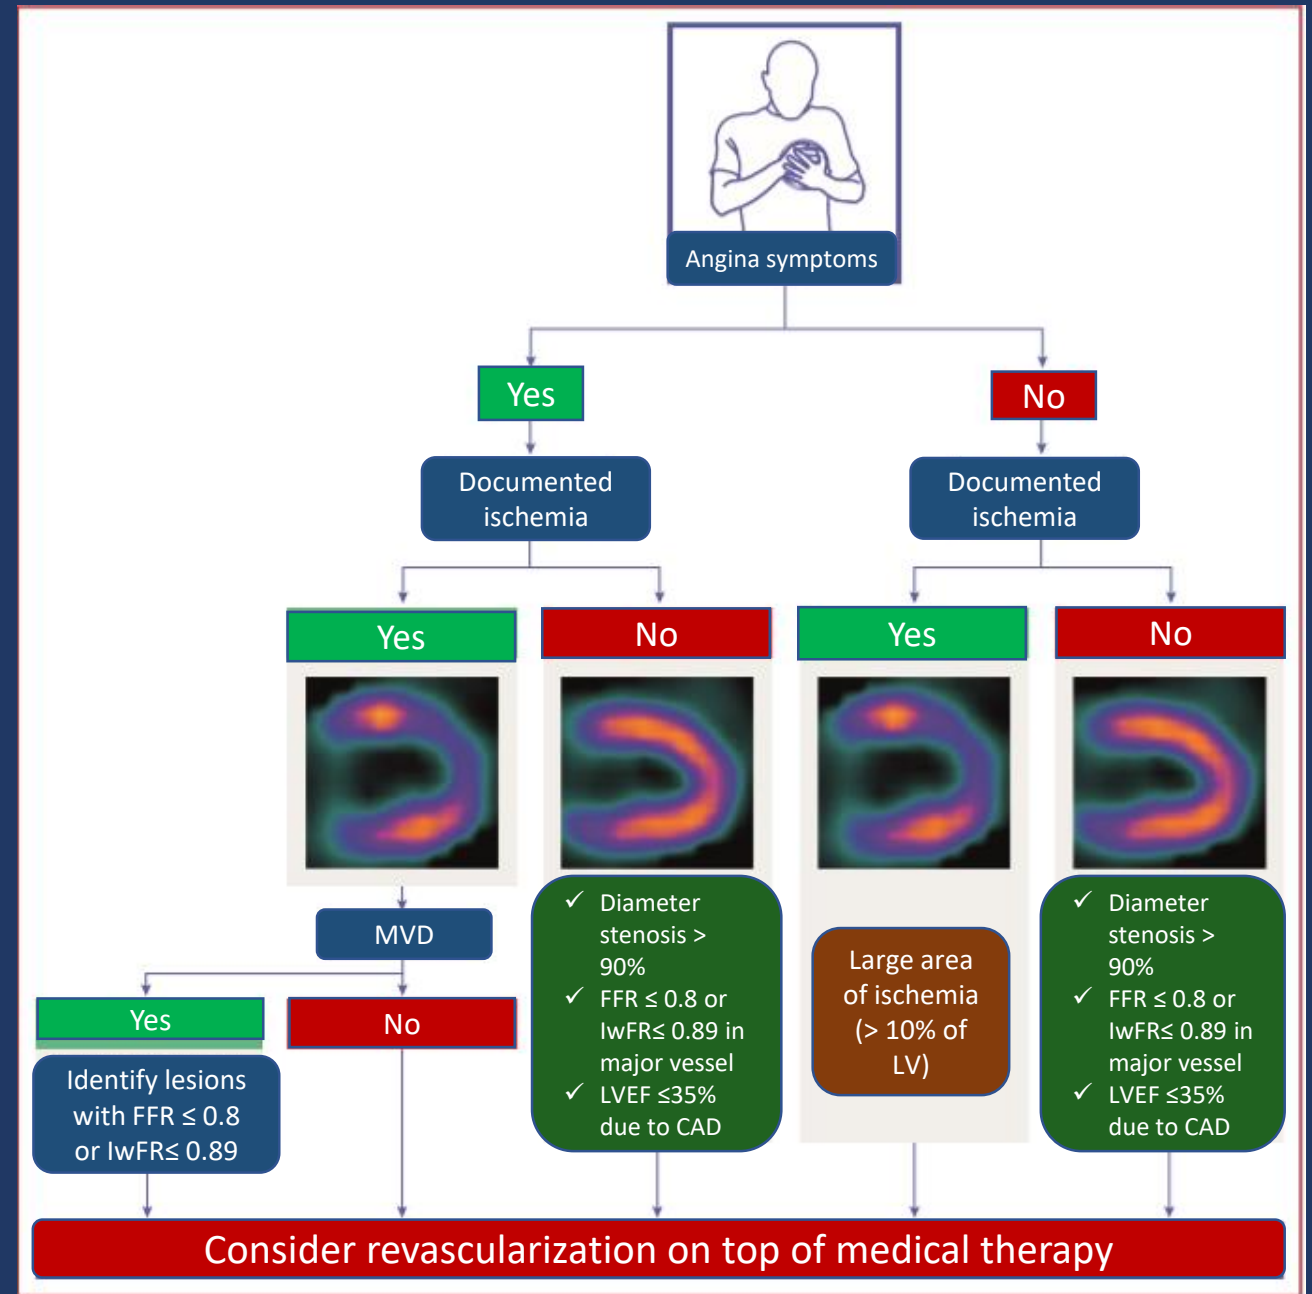 Angina symptoms
Yes
No
Documented
ischemia
Documented
ischemia
Yes
No
Yes
No
MVD
Yes
No
Identify lesions
with FFR ≤ 0.8
or IwFR≤ 0.89
✓ Diameter
stenosis >
90%
✓ FFR ≤ 0.8 or
IwFR≤ 0.89 in
major vessel
✓ LVEF ≤35%
due to CAD
Large area
of ischemia
(> 10% of
LV)
✓ Diameter
stenosis >
90%
✓ FFR ≤ 0.8 or
IwFR≤ 0.89 in
major vessel
✓ LVEF ≤35%
due to CAD
Consider revascularization on top of medical therapy